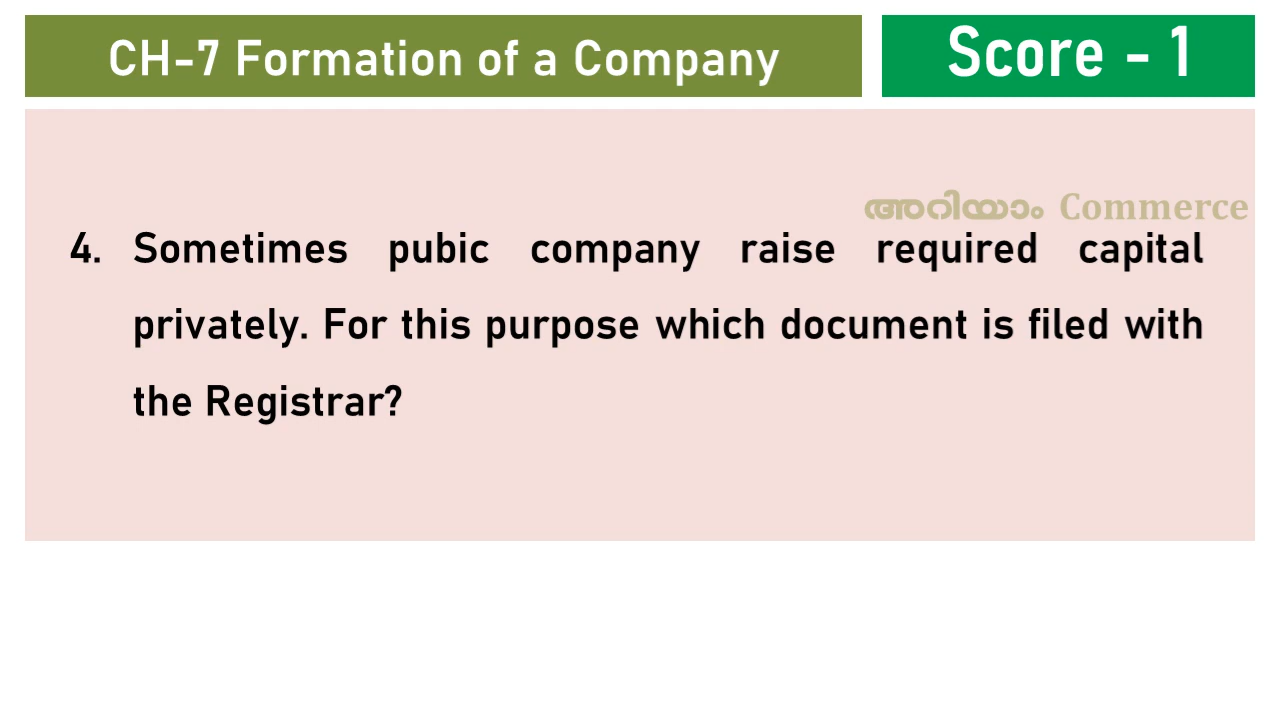 CH-7 Formation of a Company
Score - 1
അറിയാം Commerce
4. Sometimes pubic company raise required capital
privately. For this purpose which document is filed with
the Registrar?